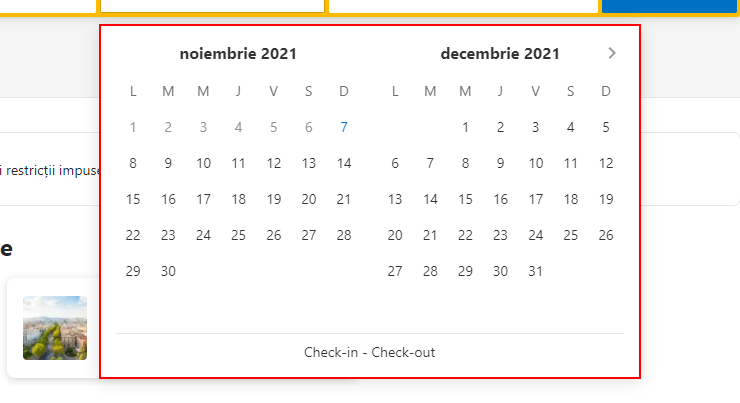 noiembrie 2021
L M M J V S D
1 2 3 4 5 6 7
8 9 10 11 12 13 14
15 16 17 18 19 20 21
22 23 24 25 26 27 28
29 30
decembrie 2021
L M M J V S D
1 2 3 4 5
6 7 8 9 10 11 12
13 14 15 16 17 18 19
20 21 22 23 24 25 26
27 28 29 30 31
i restricții impuse
e
Check-in - Check-out